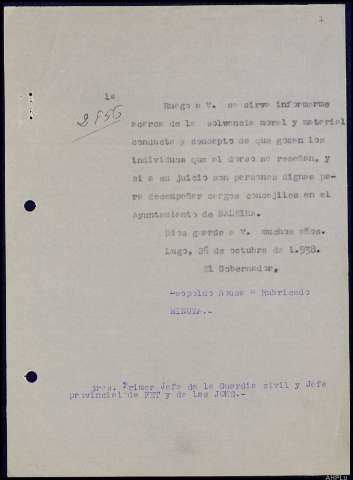 1
1º
2856
Ruego a V. se sirva informarme
acerca de la solvencia moral y material
conducta y concepto de que gozan los
individuos que al dorso se reseñan, y
si a su juicio son personas dignas pa-
ra desempeñar cargos concejiles en el
Ayuntamiento de BALEIRA.
Dios guarde a V. muchos años.
Lugo, 26 de octubre de 1.938.
El Gobernador,
Rubricado
MINUTA.-
Sres. Primer Jefe de la Guardia civil y Jefe
provincial de FET y de las JONS.-
AHPLu